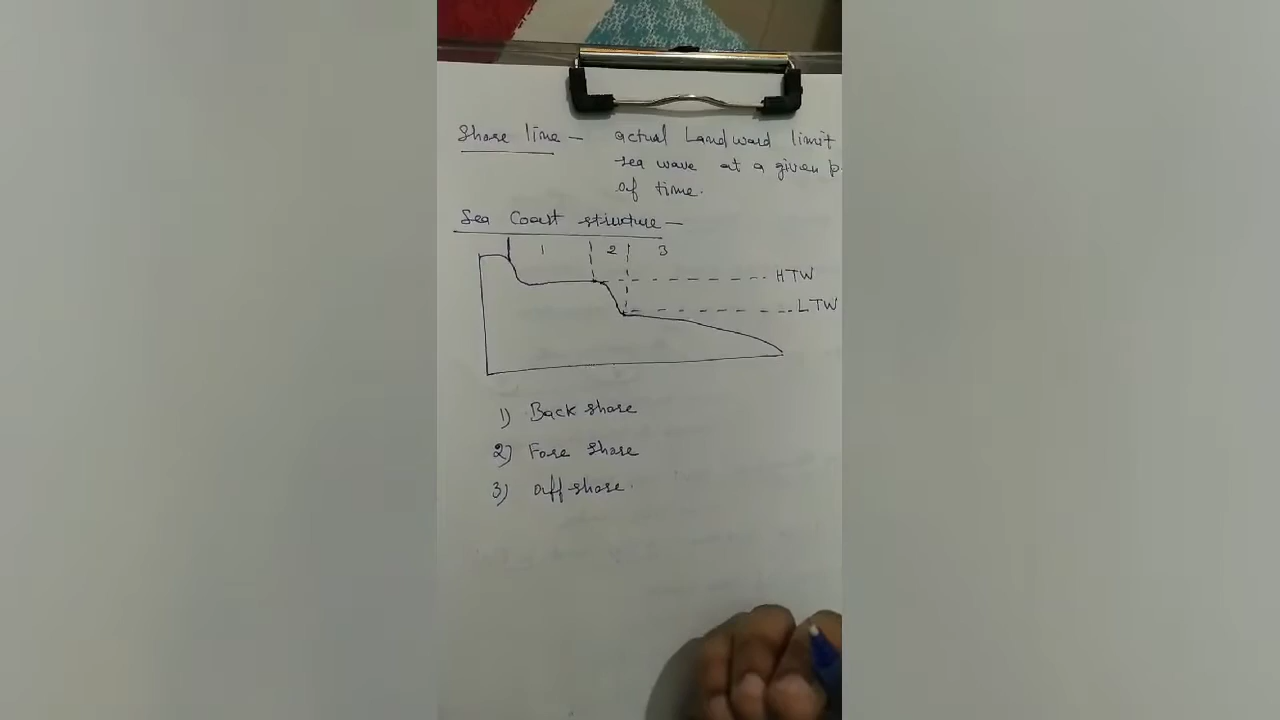 Shore line - actual Landward limit
sea wave at a given p
of time.
Sea Coast structure -
1 2 3
HTW
LTW
1) Back shore
2) Fore shore
3) Off shore.